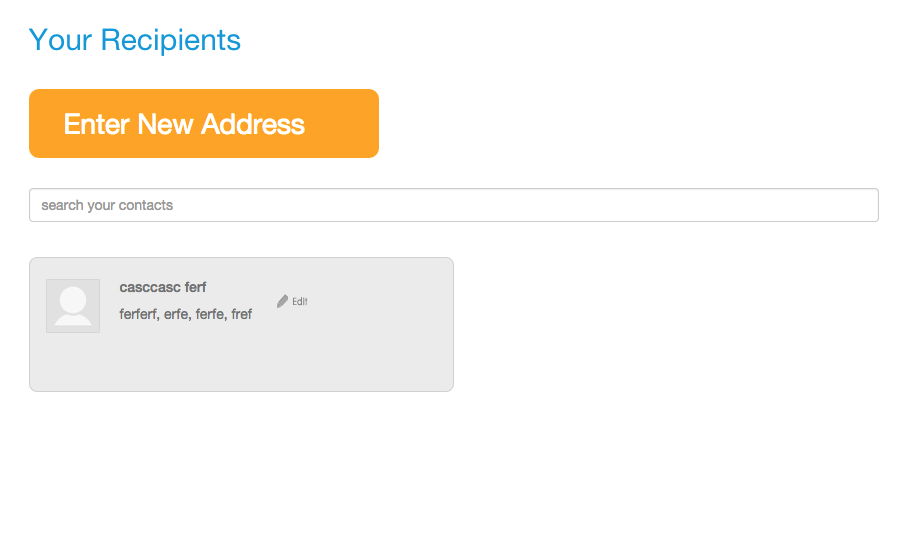 Your Recipients
Enter New Address
search your contacts
casccasc ferf
Edit
ferferf, erfe, ferfe, fref